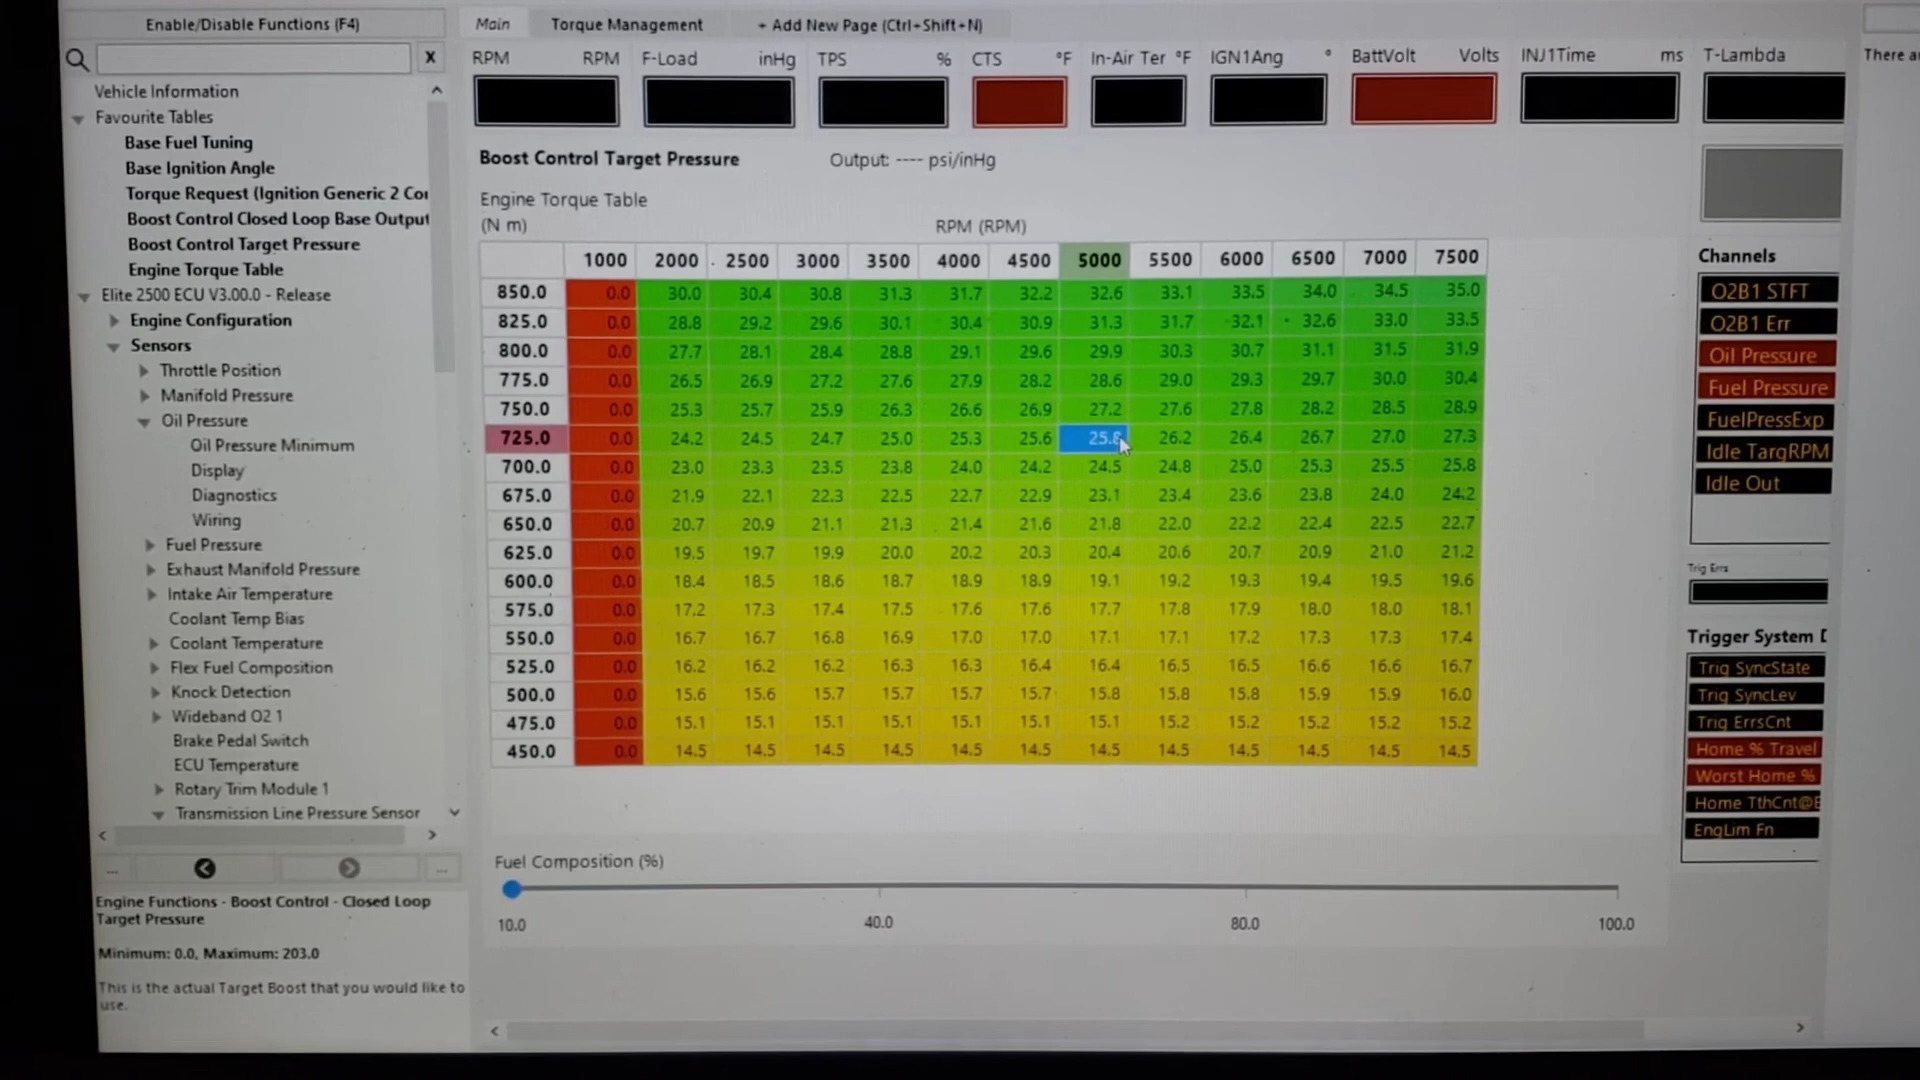 Enable/Disable Functions (F4)
X
Vehicle Information
Favourite Tables
Base Fuel Tuning
Base Ignition Angle
Torque Request (Ignition Generic 2 Cor
Boost Control Closed Loop Base Output
Boost Control Target Pressure
Engine Torque Table
Elite 2500 ECU V3.00.0 - Release
Engine Configuration
Sensors
Throttle Position
Manifold Pressure
Oil Pressure
Oil Pressure Minimum
Display
Diagnostics
Wiring
Fuel Pressure
Exhaust Manifold Pressure
Intake Air Temperature
Coolant Temp Bias
Coolant Temperature
Flex Fuel Composition
Knock Detection
Wideband O2 1
Brake Pedal Switch
ECU Temperature
Rotary Trim Module 1
Transmission Line Pressure Sensor
... ...
Engine Functions - Boost Control - Closed Loop
Target Pressure
Minimum: 0.0, Maximum: 203.0
This is the actual Target Boost that you would like to
use.
Main Torque Management + Add New Page (Ctrl+Shift+N)
RPM RPM F-Load inHg TPS % CTS °F In-Air Ter °F IGN1Ang ° BattVolt Volts INJ1Time ms T-Lambda
Boost Control Target Pressure Output: ---- psi/inHg
Engine Torque Table
(N m) RPM (RPM)
1000 2000 2500 3000 3500 4000 4500 5000 5500 6000 6500 7000 7500
850.0 0.0 30.0 30.4 30.8 31.3 31.7 32.2 32.6 33.1 33.5 34.0 34.5 35.0
825.0 0.0 28.8 29.2 29.6 30.1 30.4 30.9 31.3 31.7 32.1 32.6 33.0 33.5
800.0 0.0 27.7 28.1 28.4 28.8 29.1 29.6 29.9 30.3 30.7 31.1 31.5 31.9
775.0 0.0 26.5 26.9 27.2 27.6 27.9 28.2 28.6 29.0 29.3 29.7 30.0 30.4
750.0 0.0 25.3 25.7 25.9 26.3 26.6 26.9 27.2 27.6 27.8 28.2 28.5 28.9
725.0 0.0 24.2 24.5 24.7 25.0 25.3 25.6 25.8 26.2 26.4 26.7 27.0 27.3
700.0 0.0 23.0 23.3 23.5 23.8 24.0 24.2 24.5 24.8 25.0 25.3 25.5 25.8
675.0 0.0 21.9 22.1 22.3 22.5 22.7 22.9 23.1 23.4 23.6 23.8 24.0 24.2
650.0 0.0 20.7 20.9 21.1 21.3 21.4 21.6 21.8 22.0 22.2 22.4 22.5 22.7
625.0 0.0 19.5 19.7 19.9 20.0 20.2 20.3 20.4 20.6 20.7 20.9 21.0 21.2
600.0 0.0 18.4 18.5 18.6 18.7 18.9 18.9 19.1 19.2 19.3 19.4 19.5 19.6
575.0 0.0 17.2 17.3 17.4 17.5 17.6 17.6 17.7 17.8 17.9 18.0 18.0 18.1
550.0 0.0 16.7 16.7 16.8 16.9 17.0 17.0 17.1 17.1 17.2 17.3 17.3 17.4
525.0 0.0 16.2 16.2 16.2 16.3 16.3 16.4 16.4 16.5 16.5 16.6 16.6 16.7
500.0 0.0 15.6 15.6 15.7 15.7 15.7 15.7 15.8 15.8 15.8 15.9 15.9 16.0
475.0 0.0 15.1 15.1 15.1 15.1 15.1 15.1 15.1 15.2 15.2 15.2 15.2 15.2
450.0 0.0 14.5 14.5 14.5 14.5 14.5 14.5 14.5 14.5 14.5 14.5 14.5 14.5
Fuel Composition (%)
10.0 40.0 80.0 100.0
There a
Channels
O2B1 STFT
O2B1 Err
Oil Pressure
Fuel Pressure
FuelPressExp
Idle TargRPM
Idle Out
Trig Errs
Trigger System D
Trig SyncState
Trig SyncLev
Trig ErrsCnt
Home % Travel
Worst Home %
Home TthCnt@E
EngLim Fn